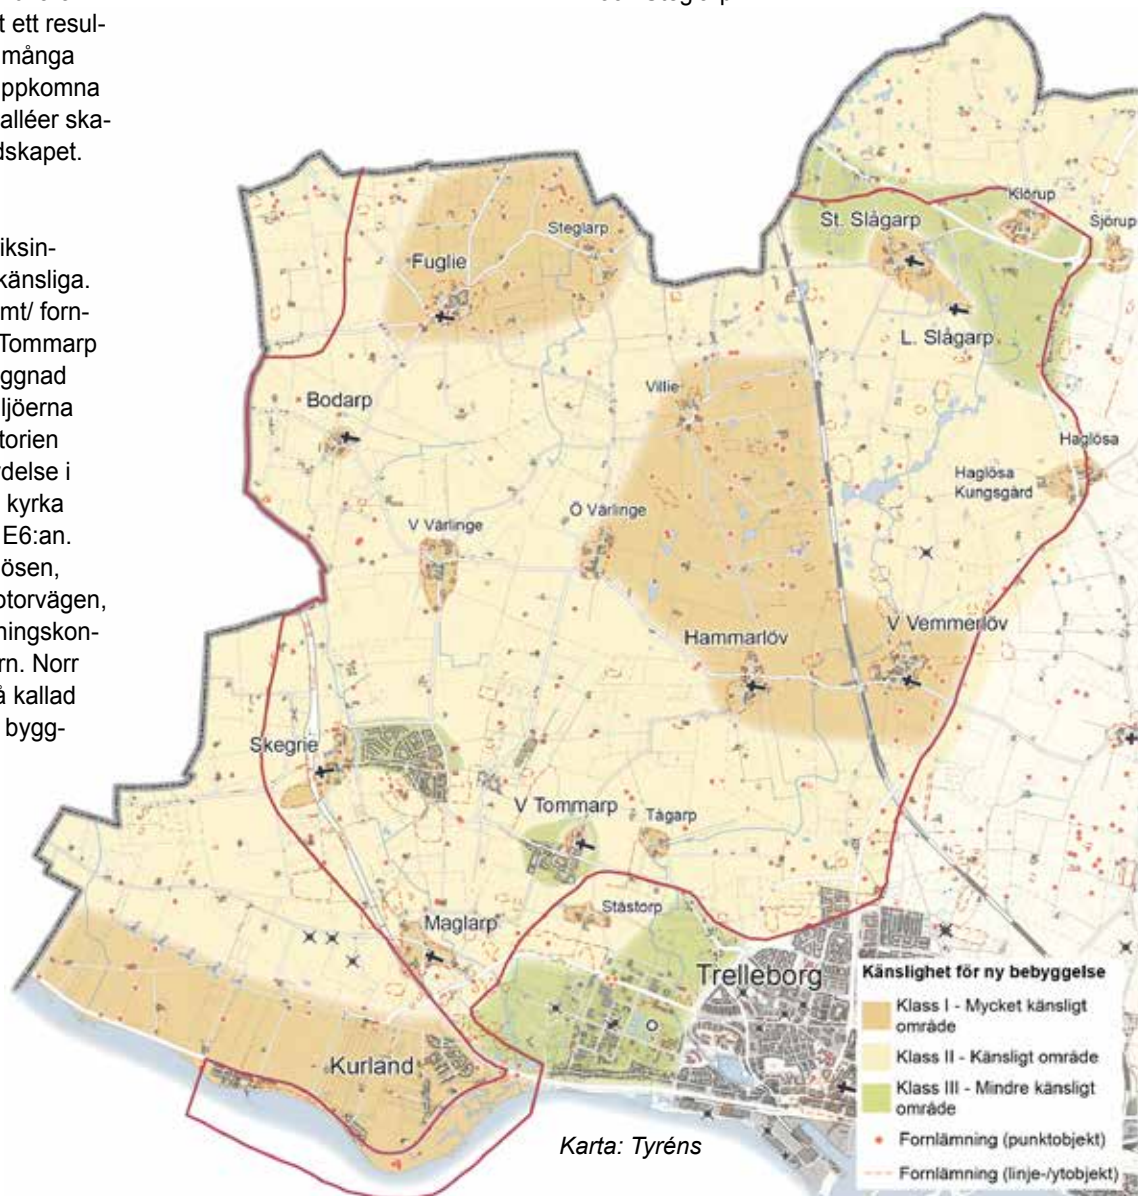 t ett resul-
många
ppkomna
alléer ska-
dskapet.
iksin-
känsliga.
mt/ forn-
Tommarp
ggnad
ljöerna
torien
rdelse i
kyrka
E6:an.
ösen,
otorvägen,
ningskon-
rn. Norr
å kallad
bygg-
Klörup
St. Slågarp
Sjörup
Steglarp
Fuglie
L. Slågarp
Villie
Bodarp
Haglösa
Haglösa
Kungsgård
Ö Värlinge
V Värlinge
V Vemmerlöv
Hammarlöv
Skegrie
V Tommarp
Tågarp
Ståstorp
Maglarp
Trelleborg
Kurland
Känslighet för ny bebyggelse
Klass I - Mycket känsligt
område
Klass II - Känsligt område
Klass III - Mindre känsligt
område
Fornlämning (punktobjekt)
Fornlämning (linje-/ytobjekt)
Karta: Tyréns